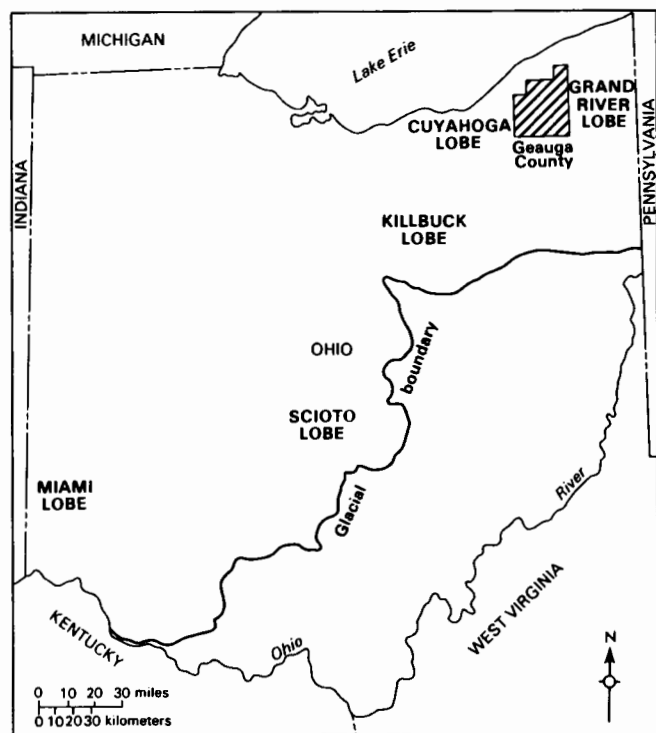 MICHIGAN
Lake Erie
GRAND
RIVER
LOBE
CUYAHOGA
LOBE
Geauga
County
INDIANA
PENNSYLVANIA
KILLBUCK
LOBE
OHIO
boundary
SCIOTO
LOBE
MIAMI
LOBE
Glacial
River
WEST VIRGINIA
KENTUCKY
Ohio
N
0 10 20 30 miles
0 10 20 30 kilometers